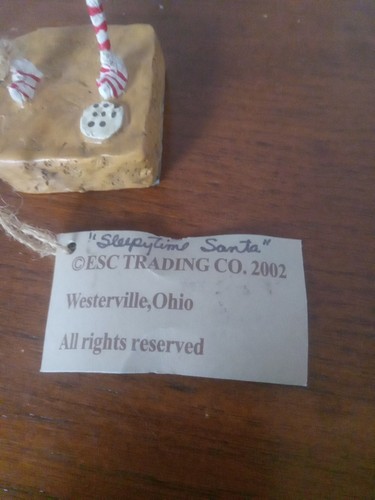 "Sleepytime Santa"
©ESC TRADING CO. 2002
Westerville,Ohio
All rights reserved